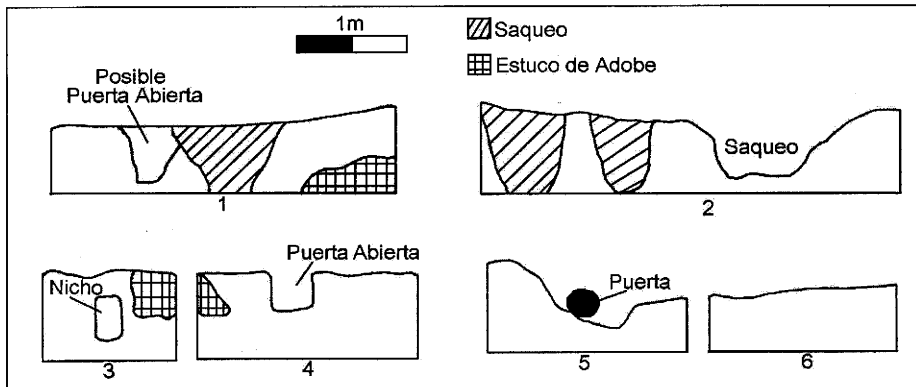 1m
Saqueo
Estuco de Adobe
Posible
Puerta Abierta
Saqueo
1
2
Puerta Abierta
Nicho
Puerta
3
4
5
6